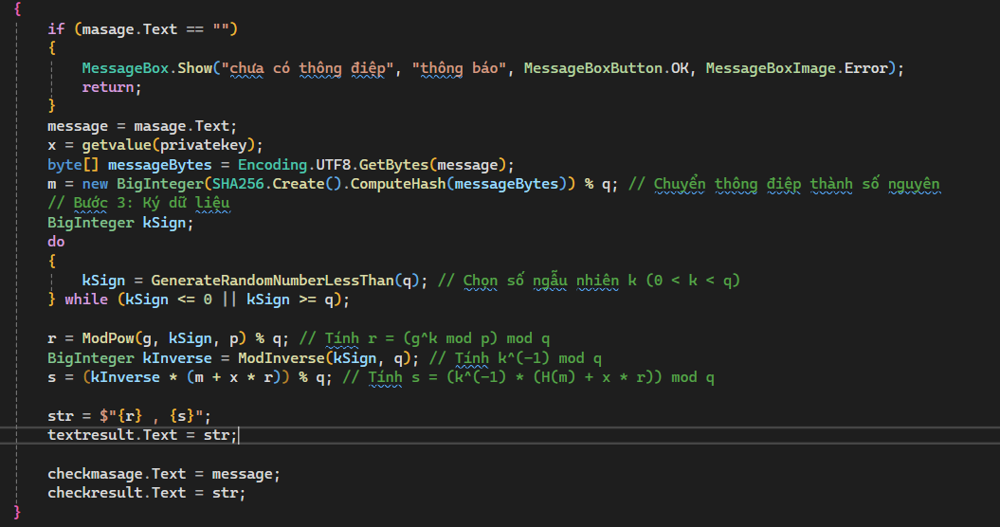 {
if (masage.Text == "")
{
MessageBox.Show("chưa có thông điệp", "thông báo", MessageBoxButton.OK, MessageBoxImage.Error);
return;
}
message = masage.Text;
x = getvalue(privatekey);
byte[] messageBytes = Encoding.UTF8.GetBytes(message);
m = new BigInteger(SHA256.Create().ComputeHash(messageBytes)) % q; // Chuyển thông điệp thành số nguyên
// Bước 3: Ký dữ liệu
BigInteger kSign;
do
{
kSign = GenerateRandomNumberLessThan(q); // Chọn số ngẫu nhiên k (0 < k < q)
} while (kSign <= 0 || kSign >= q);
r = ModPow(g, kSign, p) % q; // Tính r = (g^k mod p) mod q
BigInteger kInverse = ModInverse(kSign, q); // Tính k^(-1) mod q
s = (kInverse * (m + x * r)) % q; // Tính s = (k^(-1) * (H(m) + x * r)) mod q
str = $"{r} , {s}";
textresult.Text = str;
checkmasage.Text = message;
checkresult.Text = str;
}